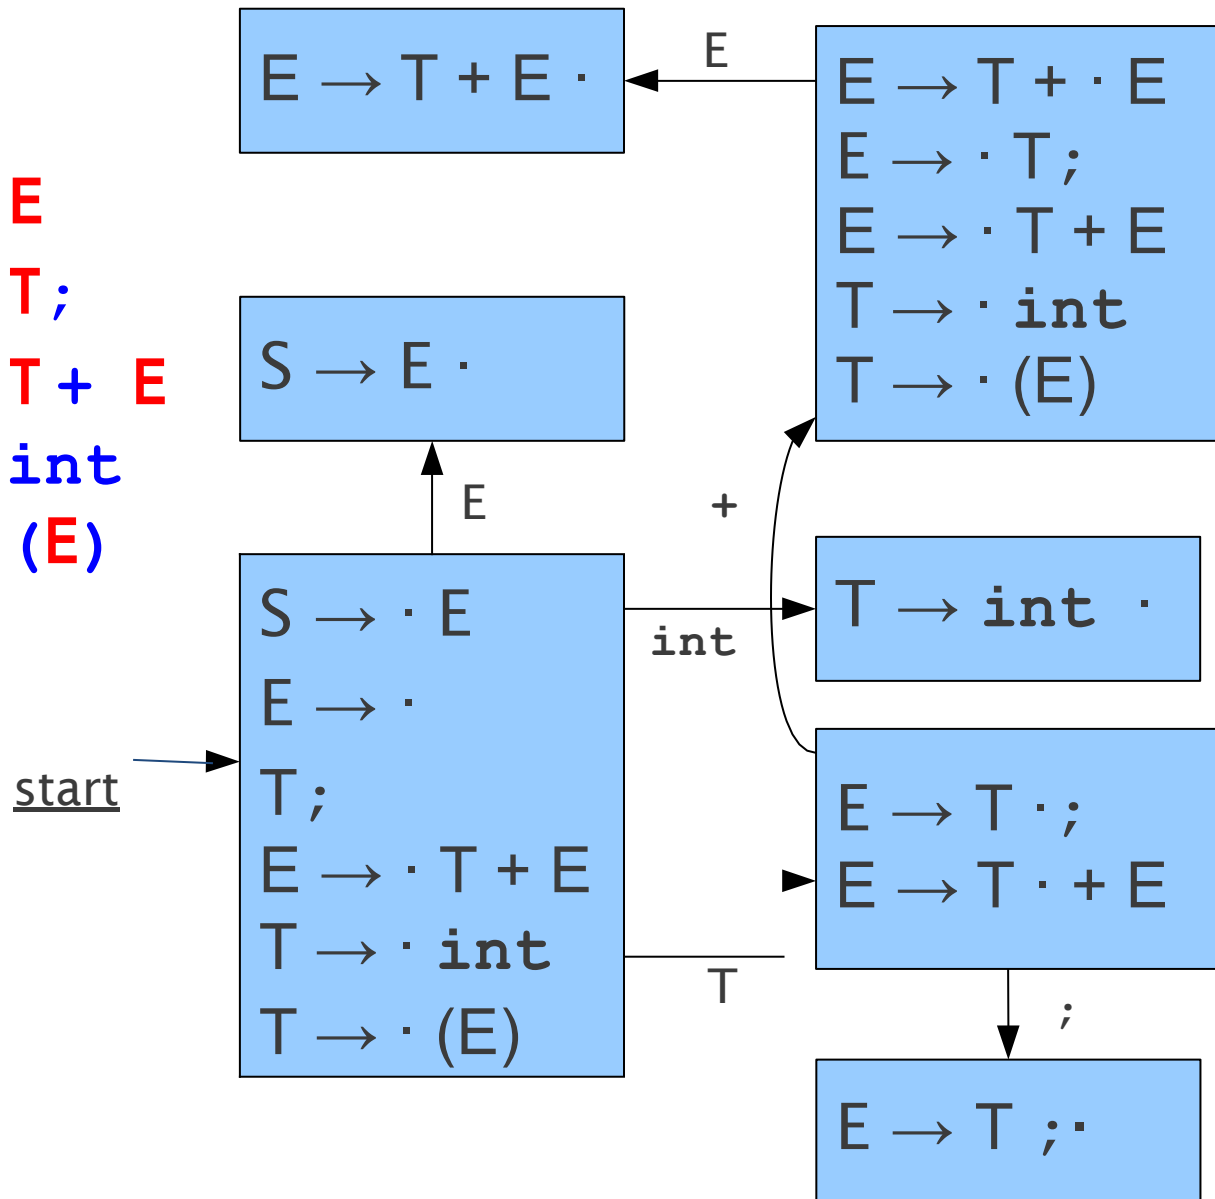 E → T + E ·
E
E → T + · E
E → · T;
E → · T + E
T → · int
T → · (E)
E
T;
T + E
int
(E)
S → E ·
E
+
S → · E
E → ·
T;
E → · T + E
T → · int
T → · (E)
start
int
T → int ·
E → T ·;
E → T · + E
T
;
E → T ;·